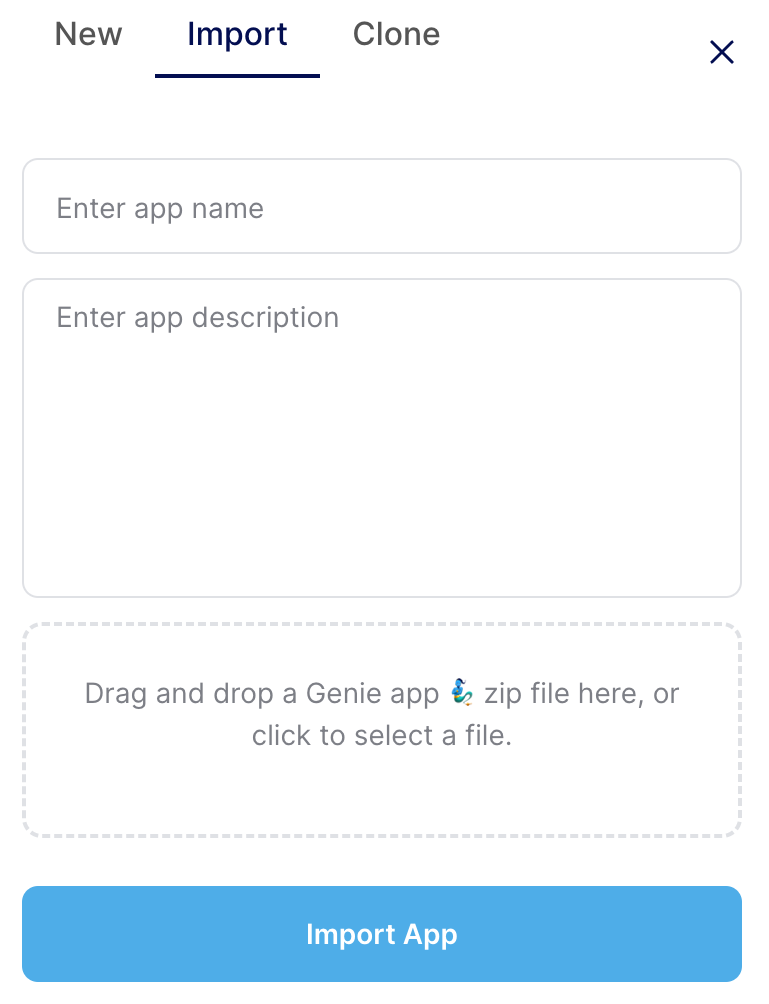 New Import Clone
Enter app name
Enter app description
Drag and drop a Genie app 🧞‍♂️ zip file here, or
click to select a file.
Import App